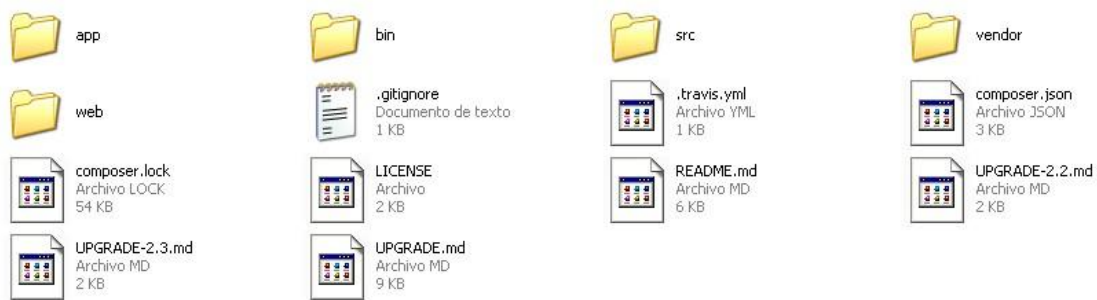 app
bin
src
vendor
web
.gitignore
Documento de texto
1 KB
.travis.yml
Archivo YML
1 KB
composer.json
Archivo JSON
3 KB
composer.lock
Archivo LOCK
54 KB
LICENSE
Archivo
2 KB
README.md
Archivo MD
6 KB
UPGRADE-2.2.md
Archivo MD
2 KB
UPGRADE-2.3.md
Archivo MD
2 KB
UPGRADE.md
Archivo MD
9 KB